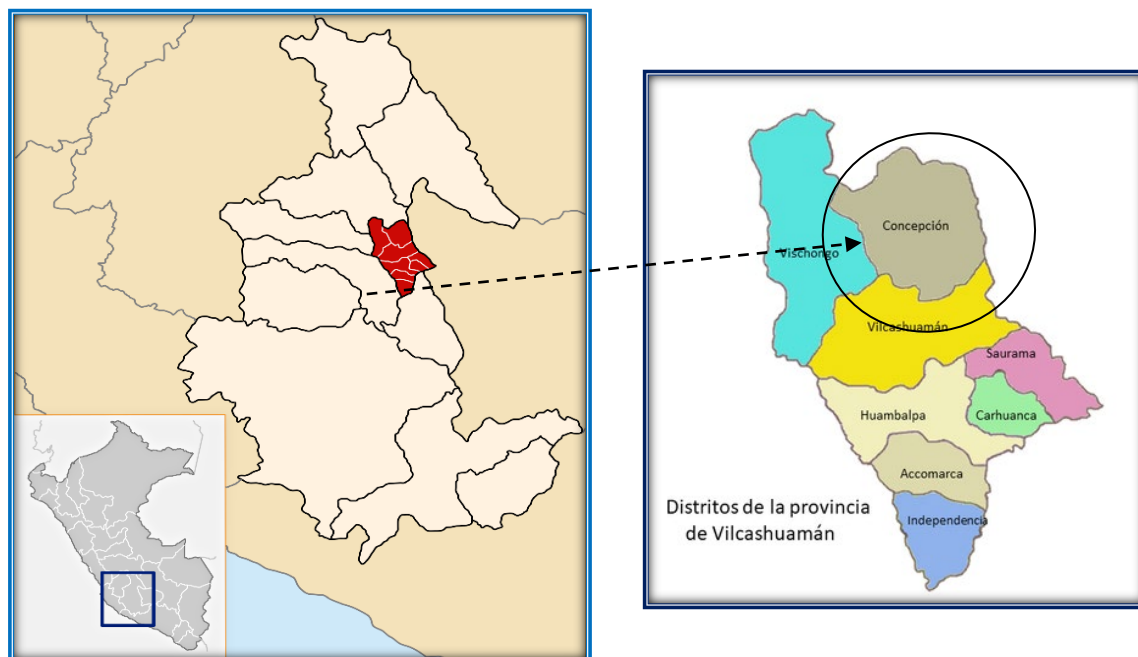 Concepción
Vischongo
Vilcashuamán
Saurama
Huambalpa
Carhuanca
Accomarca
Distritos de la provincia
de Vilcashuamán
Independencia